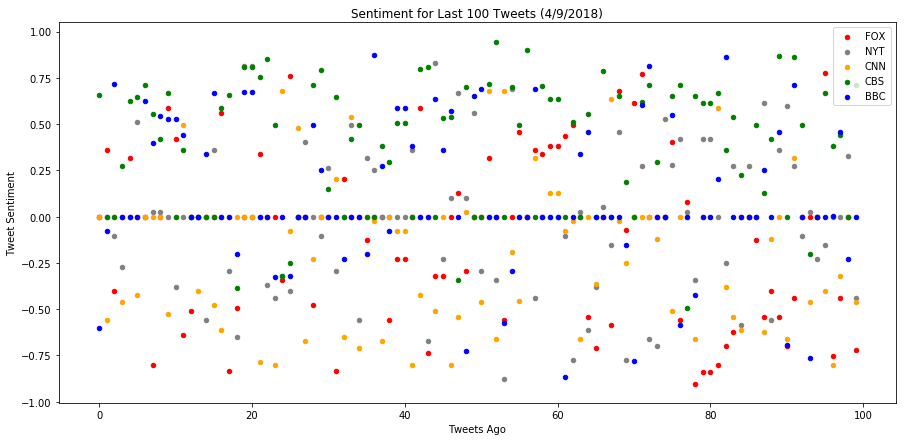 Sentiment for Last 100 Tweets (4/9/2018)
1.00
0.75
0.50
0.25
0.00
−0.25
−0.50
−0.75
−1.00
Tweet Sentiment
0
20
40
60
80
100
Tweets Ago
FOX
NYT
CNN
CBS
BBC